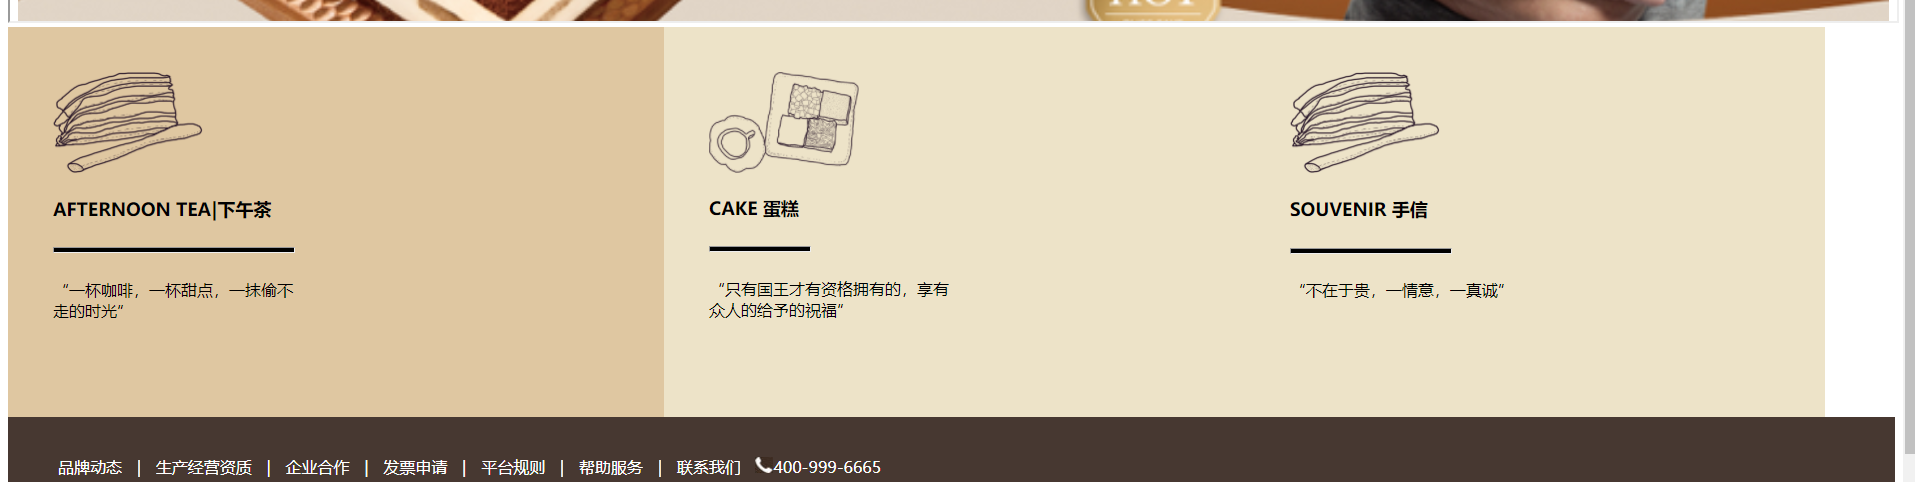 AFTERNOON TEA|下午茶
“一杯咖啡，一杯甜点，一抹偷不
走的时光”
CAKE 蛋糕
“只有国王才有资格拥有的，享有
众人的给予的祝福”
SOUVENIR 手信
“不在于贵，一情意，一真诚”
品牌动态 | 生产经营资质 | 企业合作 | 发票申请 | 平台规则 | 帮助服务 | 联系我们 400-999-6665